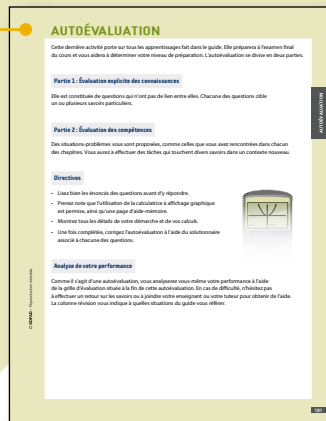 AUTOÉVALUATION
Cette dernière activité porte sur tous les apprentissages fait dans le guide. Elle préparera à l'examen final
du cours et vous aidera à déterminer votre niveau de préparation. L'autoévaluation se divise en deux parties.
Partie 1 : Évaluation explicite des connaissances
Elle est constituée de questions qui n'ont pas de lien entre elles. Chacune des questions cible
un ou plusieurs savoirs particuliers.
Partie 2 : Évaluation des compétences
Des situations-problèmes vous sont proposées, comme celles que vous avez rencontrées dans chacun
des chapitres. Vous aurez à effectuer des tâches qui touchent divers savoirs dans un contexte nouveau.
Directives
• Lisez bien les énoncés des questions avant d'y répondre.
• Prenez note que l'utilisation de la calculatrice à affichage graphique
est permise, ainsi qu'une page d'aide-mémoire.
• Montrez tous les détails de votre démarche et de vos calculs.
• Une fois complétée, corrigez l'autoévaluation à l'aide du solutionnaire
associé à chacune des questions.
Analyse de votre performance
Comme il s'agit d'une autoévaluation, vous analyserez vous-même votre performance à l'aide
de la grille d'évaluation située à la fin de cette autoévaluation. En cas de difficulté, n'hésitez pas
à effectuer un retour sur les savoirs ou à joindre votre enseignant ou votre tuteur pour obtenir de l'aide.
La colonne révision vous indique à quelles situations du guide vous référer.
AUTOÉVALUATION
© SOFAD - Reproduction interdite
181